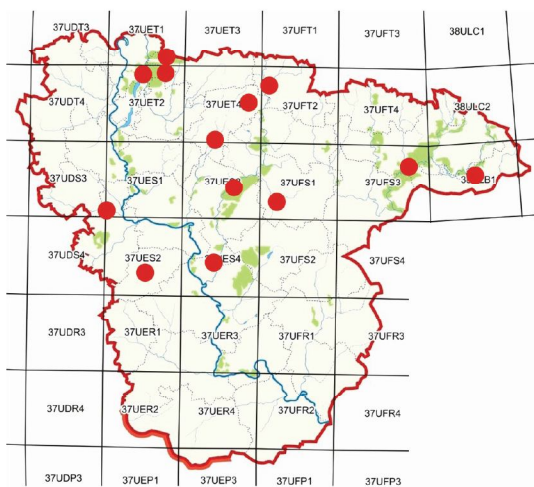 37UDT3 37UET1 37UET3 37UFT1 37UFT3 38ULC1
37UDT4 37UET2 37UET4 37UFT2 37UFT4 38ULC2
37UDS3 37UES1 37UFS1 37UFS3
37UDS4 37UES2 37UES4 37UFS2 37UFS4
37UDR3 37UER1 37UER3 37UFR1 37UFR3
37UDR4 37UER2 37UER4 37UFR2 37UFR4
37UDP3 37UEP1 37UEP3 37UFP1 37UFP3